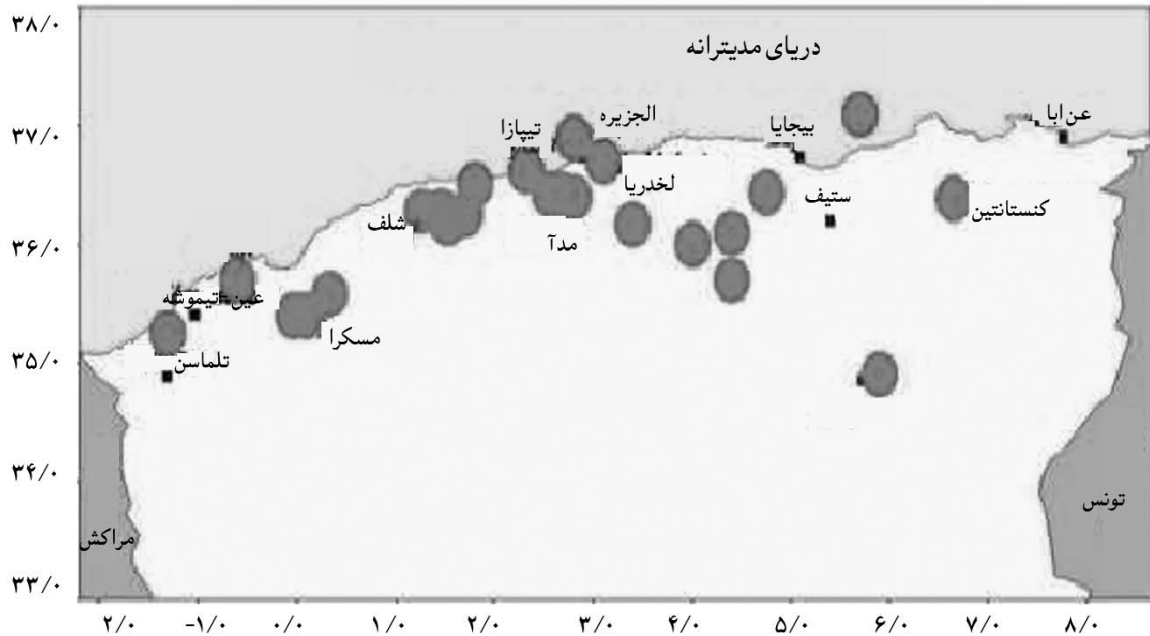 ۳۸/۰
دریای مدیترانه
۳۷/۰
الجزیره
تیپازا
بیجایا
عن‌ابا
لخدریا
ستیف
کنستانتین
شلف
مدآ
۳۶/۰
عین-تیموشه
مسکرا
۳۵/۰
تلماسن
۳۴/۰
تونس
مراکش
۳۳/۰
۲/۰ -۱/۰ ۰/۰ ۱/۰ ۲/۰ ۳/۰ ۴/۰ ۵/۰ ۶/۰ ۷/۰ ۸/۰